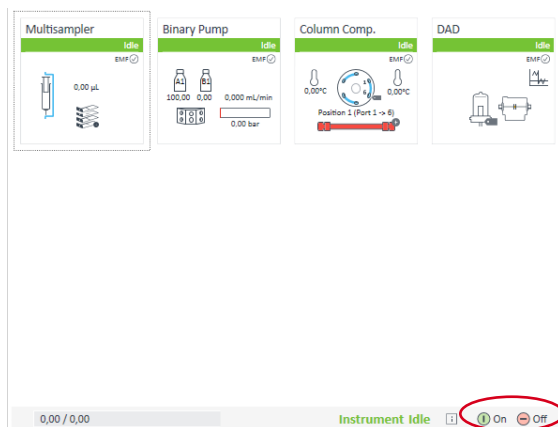 Multisampler
Idle
EMF
0,00 µL
Binary Pump
Idle
EMF
A1 B1
100,00 0,00 0,000 mL/min
0,00 bar
Column Comp.
Idle
EMF
1
6
0,00°C 0,00°C
Position 1 (Port 1 -> 6)
DAD
Idle
EMF
0,00 / 0,00 Instrument Idle i On Off